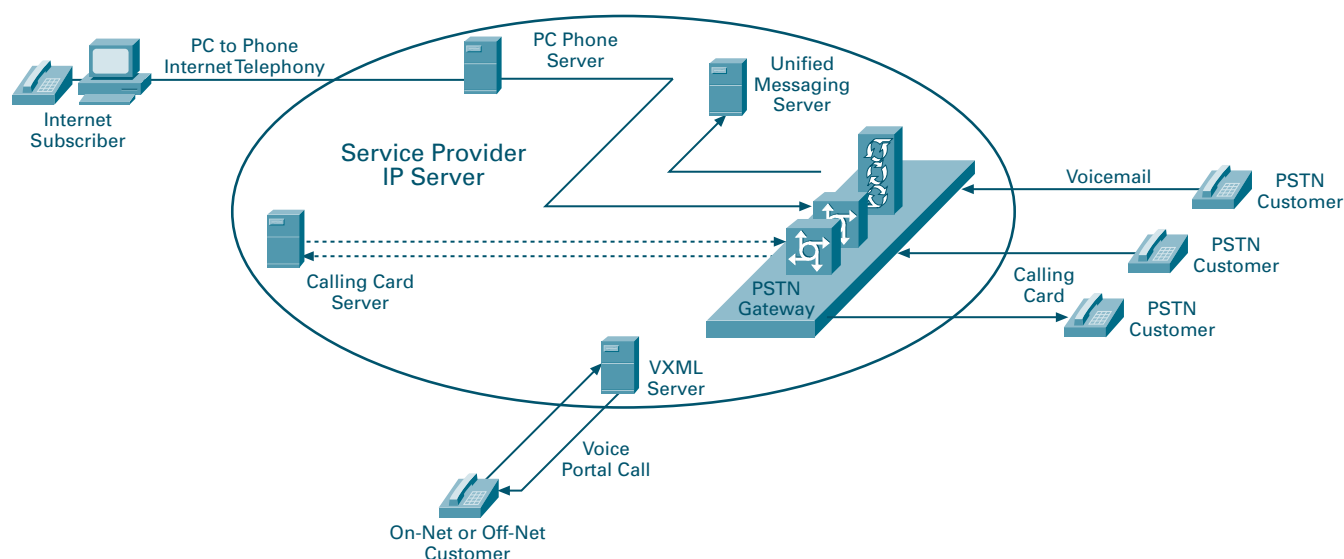 PC to Phone
Internet Telephony
PC Phone
Server
Unified
Messaging
Server
Internet
Subscriber
Service Provider
IP Server
Voicemail
PSTN
Customer
PSTN
Customer
Calling Card
Server
PSTN
Gateway
Calling
Card
PSTN
Customer
VXML
Server
Voice
Portal Call
On-Net or Off-Net
Customer